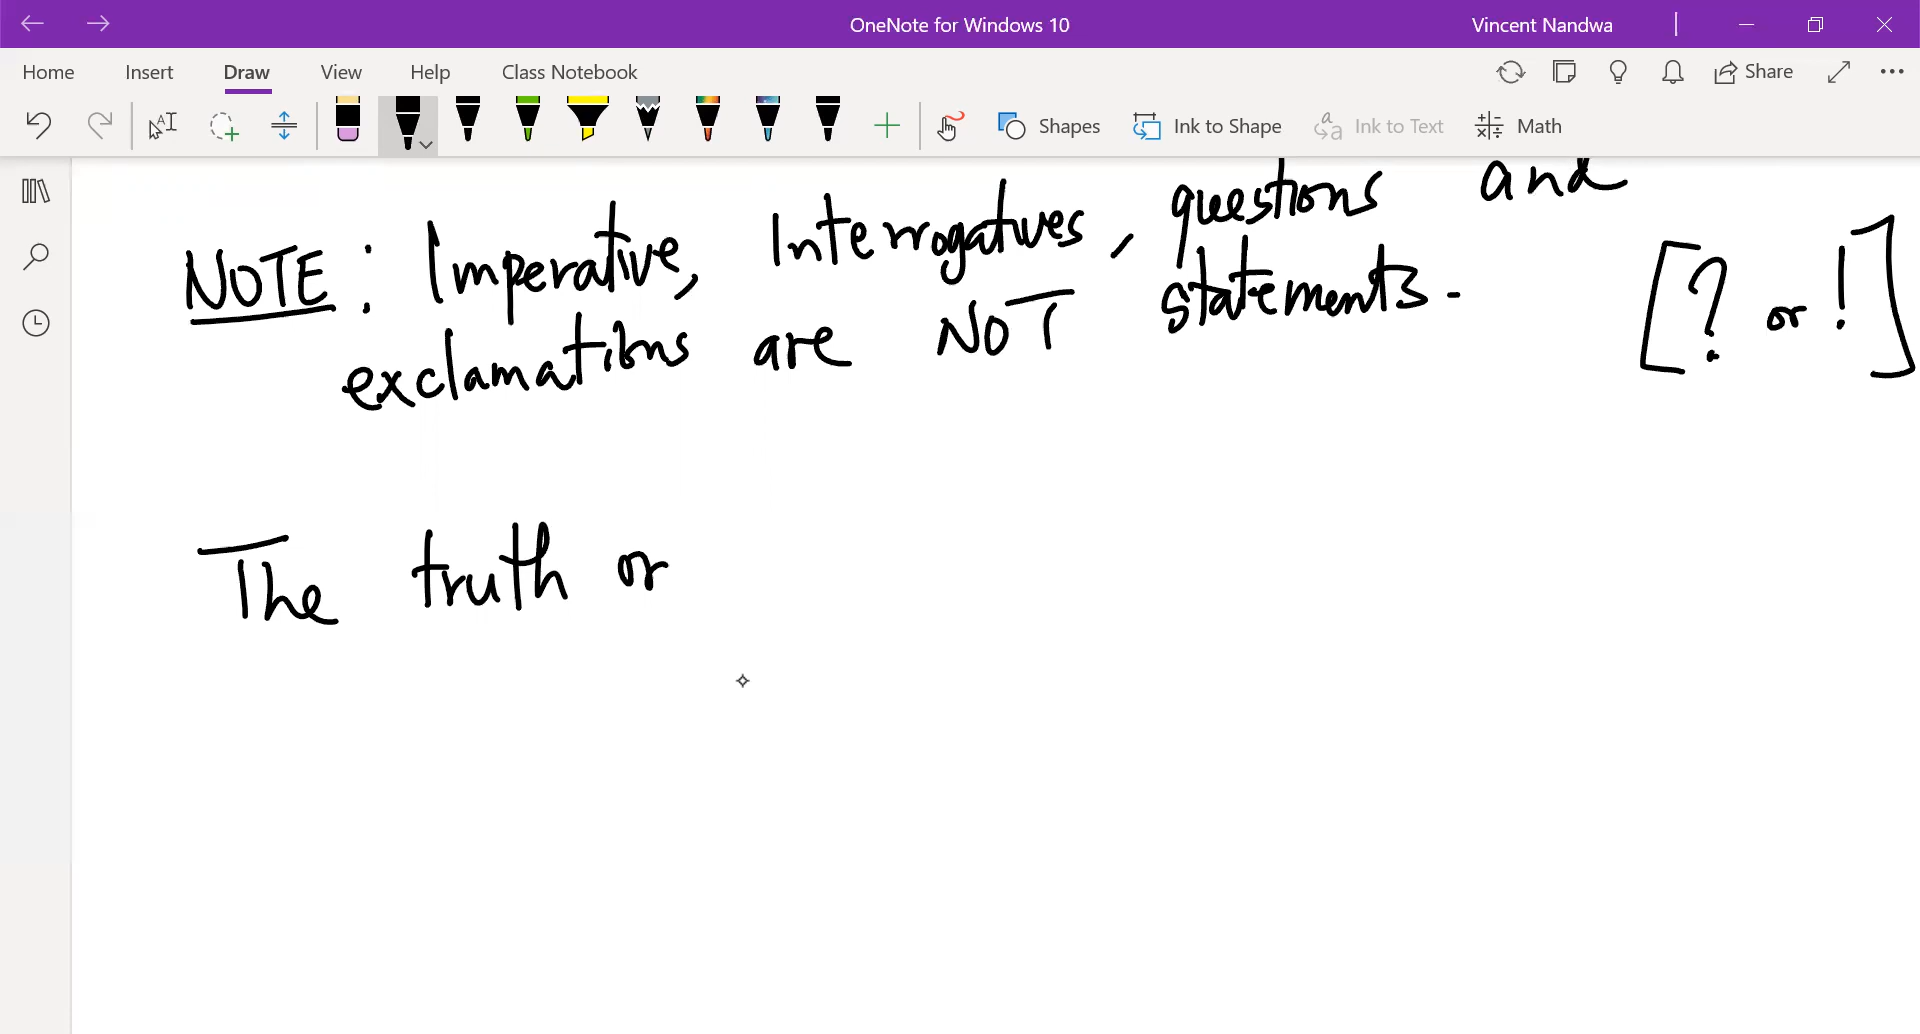 OneNote for Windows 10
Vincent Nandwa
Home Insert Draw View Help Class Notebook
Share
Shapes Ink to Shape Ink to Text Math
NOTE : Imperative, Interrogatives, questions and
exclamations are NOT statements.
[? or !]
The truth or